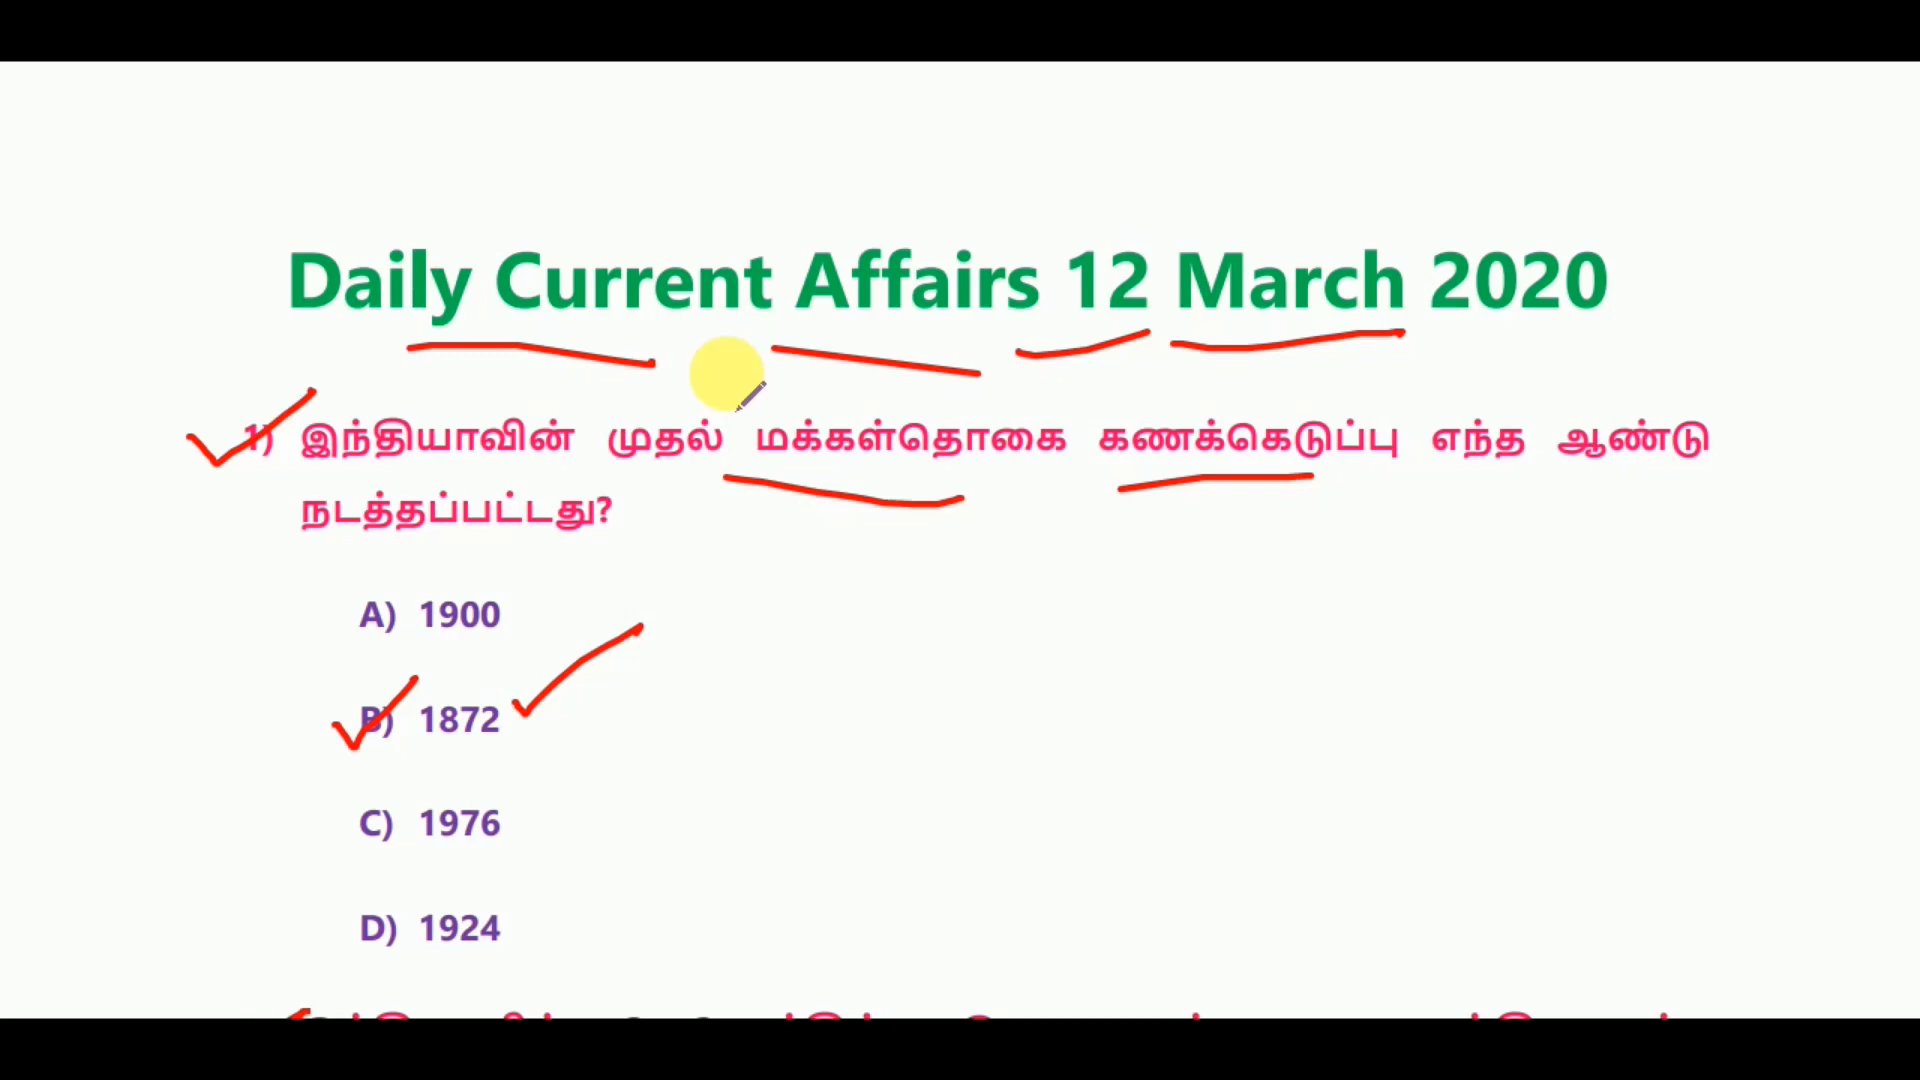 Daily Current Affairs 12 March 2020
1) இந்தியாவின் முதல் மக்கள்தொகை கணக்கெடுப்பு எந்த ஆண்டு
நடத்தப்பட்டது?
A) 1900
B) 1872
C) 1976
D) 1924